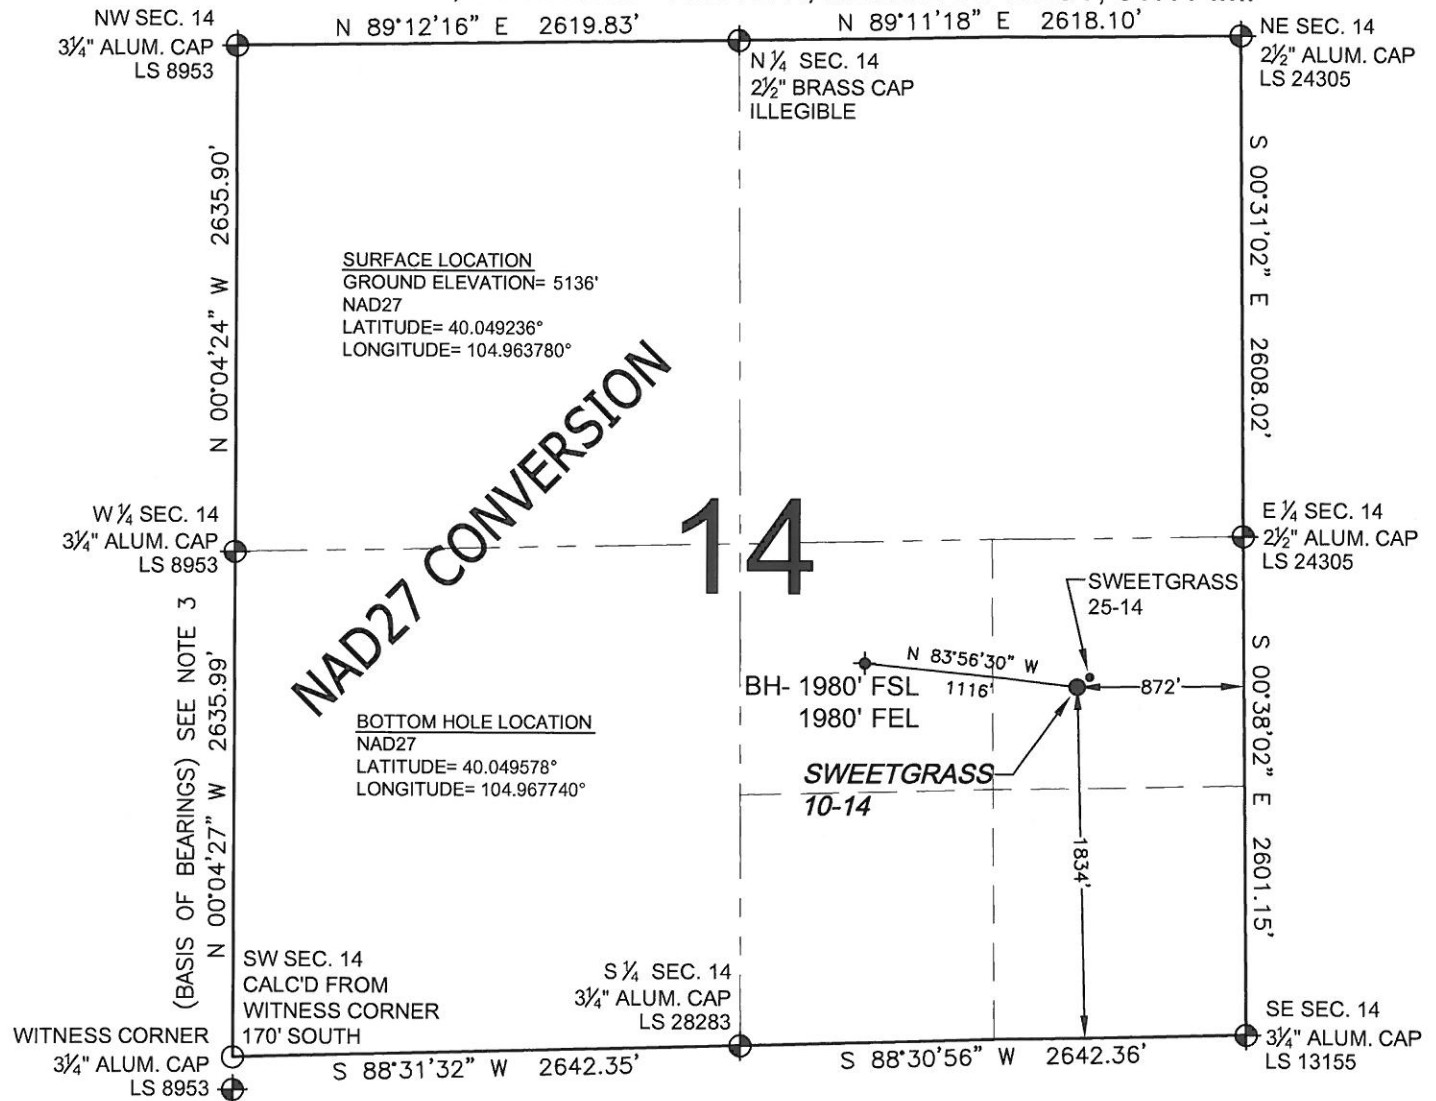 NW SEC. 14
3¼" ALUM. CAP
LS 8953
N 89°12'16" E 2619.83'
N 89°11'18" E 2618.10'
NE SEC. 14
2½" ALUM. CAP
LS 24305
N ¼ SEC. 14
2½" BRASS CAP
ILLEGIBLE
N 00°04'24" W 2635.90'
S 00°31'02" E 2608.02'
SURFACE LOCATION
GROUND ELEVATION= 5136'
NAD27
LATITUDE= 40.049236°
LONGITUDE= 104.963780°
NAD27 CONVERSION
14
W ¼ SEC. 14
3¼" ALUM. CAP
LS 8953
E ¼ SEC. 14
2½" ALUM. CAP
LS 24305
SWEETGRASS
25-14
N 83°56'30" W
1116'
872'
BH- 1980' FSL
1980' FEL
SWEETGRASS
10-14
1834'
BOTTOM HOLE LOCATION
NAD27
LATITUDE= 40.049578°
LONGITUDE= 104.967740°
(BASIS OF BEARINGS) SEE NOTE 3
N 00°04'27" W 2635.99'
S 00°38'02" E 2601.15'
SW SEC. 14
CALC'D FROM
WITNESS CORNER
170' SOUTH
WITNESS CORNER
3¼" ALUM. CAP
LS 8953
S ¼ SEC. 14
3¼" ALUM. CAP
LS 28283
S 88°31'32" W 2642.35'
S 88°30'56" W 2642.36'
SE SEC. 14
3¼" ALUM. CAP
LS 13155